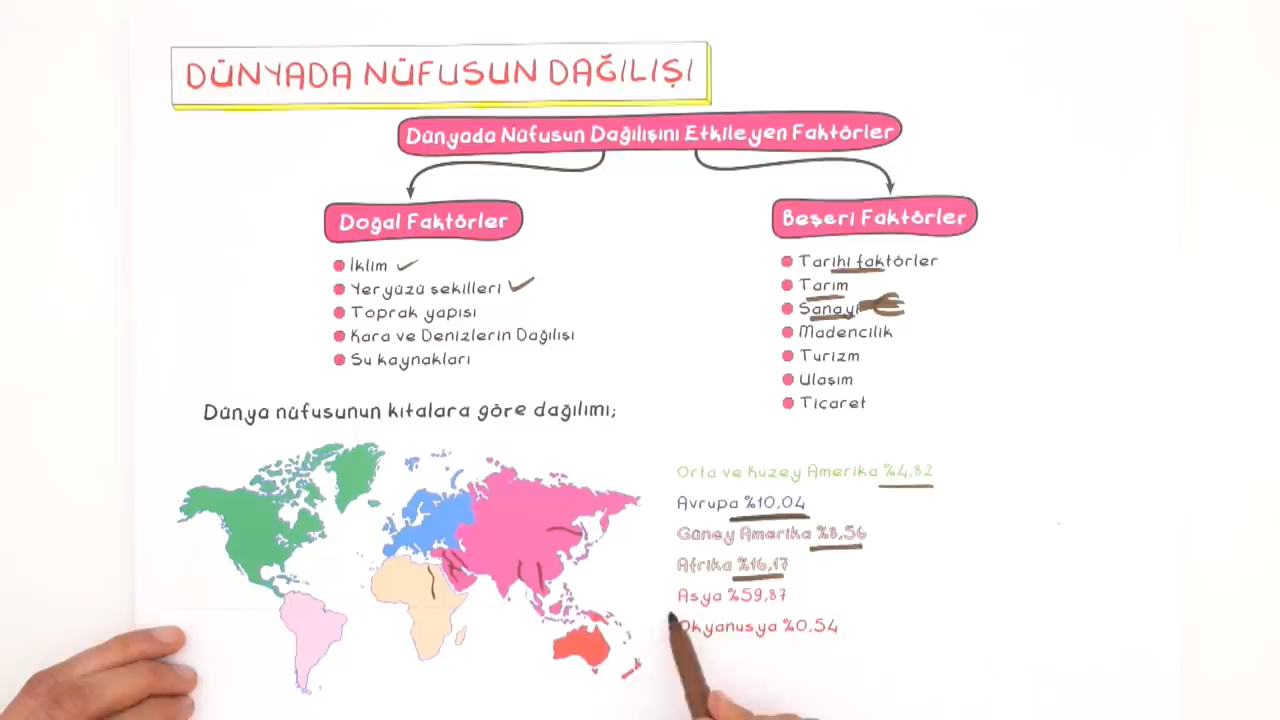 DÜNYADA NÜFUSUN DAĞILIŞI
Dünyada Nüfusun Dağılışını Etkileyen Faktörler
Doğal Faktörler
İklim
Yeryüzü şekilleri
Toprak yapısı
Kara ve Denizlerin Dağılışı
Su kaynakları
Beşeri Faktörler
Tarihi faktörler
Tarım
Sanayi
Madencilik
Turizm
Ulaşım
Ticaret
Dünya nüfusunun kıtalara göre dağılımı;
Orta ve Kuzey Amerika %4,82
Avrupa %10,04
Güney Amerika %8,56
Afrika %16,17
Asya %59,87
Okyanusya %0,54